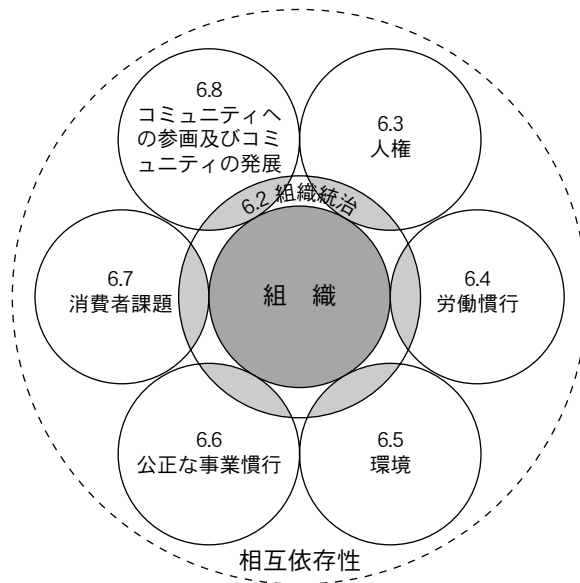 6.8
コミュニティへ
の参画及びコミ
ュニティの発展
6.3
人権
6.2 組織統治
6.7
消費者課題
組　織
6.4
労働慣行
6.6
公正な事業慣行
6.5
環境
相互依存性